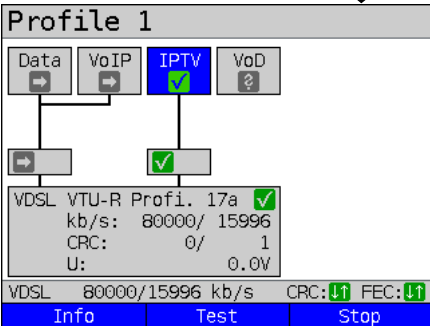 Profile 1
Data VoIP IPTV VoD
VDSL VTU-R Profi. 17a
kb/s: 80000/ 15996
CRC: 0/ 1
U: 0.0V
VDSL 80000/15996 kb/s CRC: FEC:
Info Test Stop